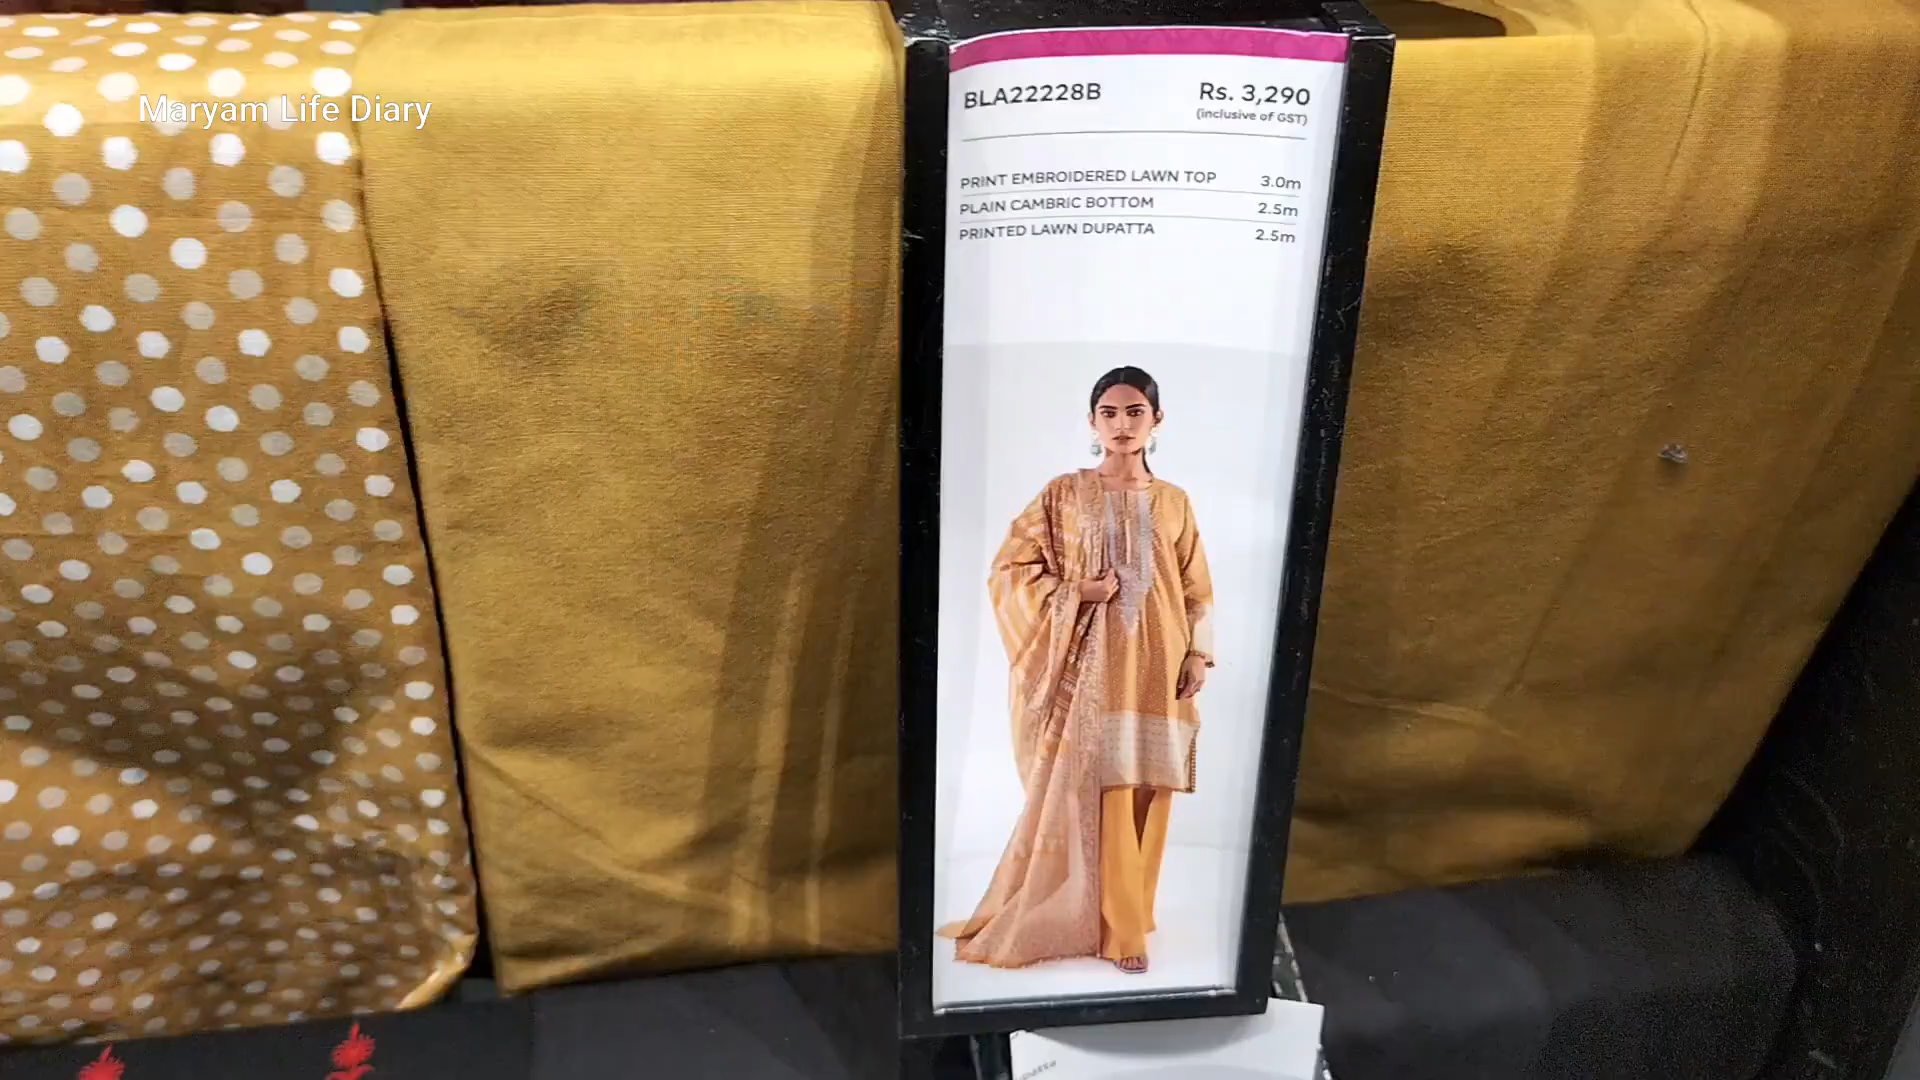 Maryam Life Diary
BLA22228B Rs. 3,290
(inclusive of GST)
PRINT EMBROIDERED LAWN TOP 3.0m
PLAIN CAMBRIC BOTTOM 2.5m
PRINTED LAWN DUPATTA 2.5m